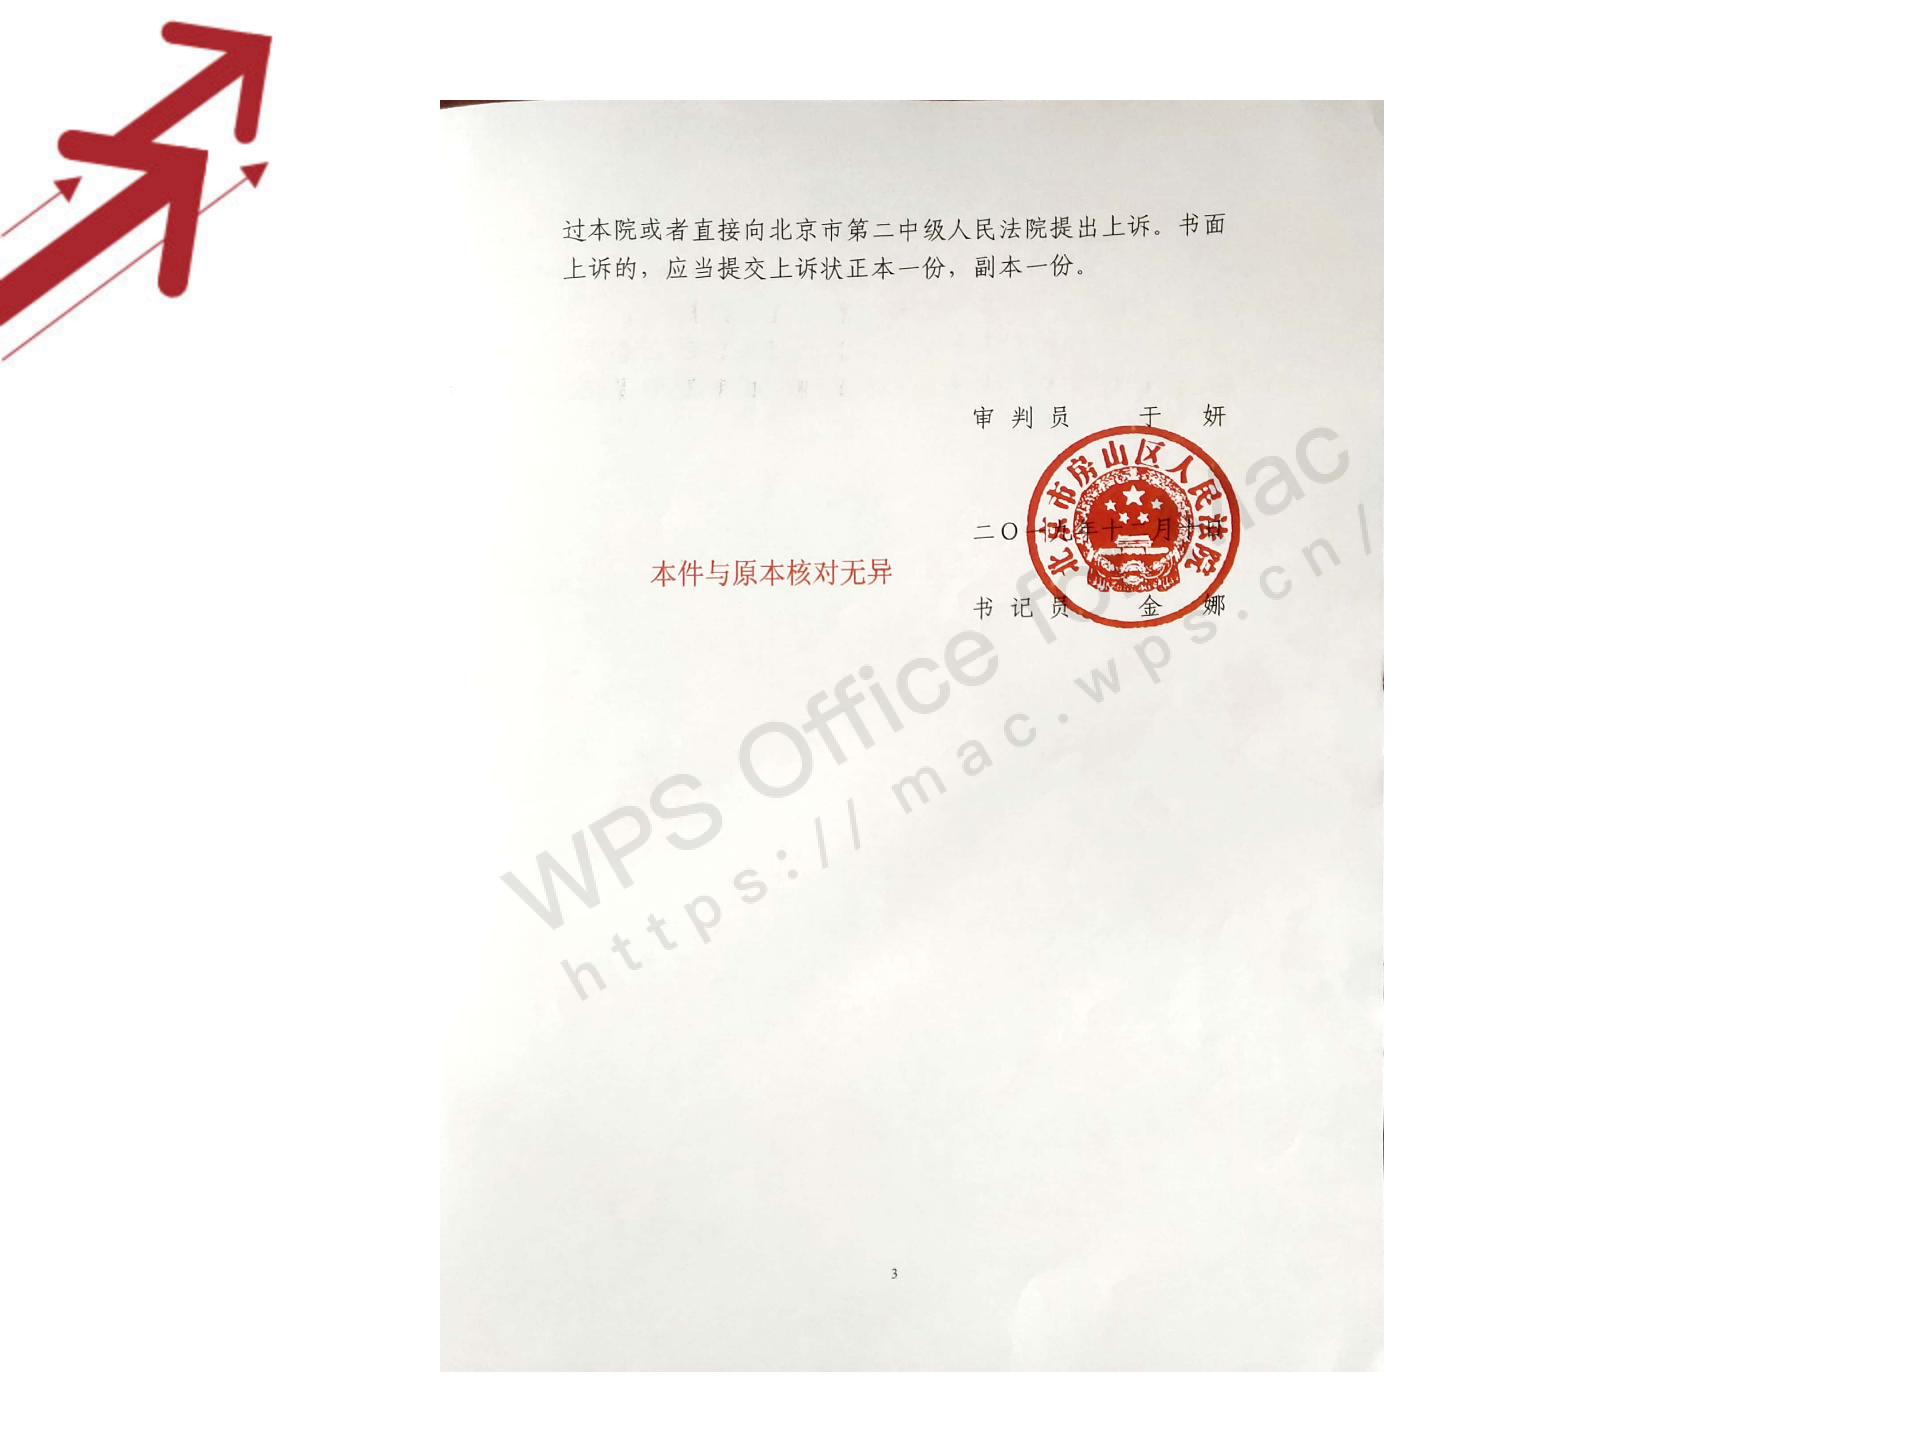 过本院或者直接向北京市第二中级人民法院提出上诉。书面
上诉的，应当提交上诉状正本一份，副本一份。
审 判 员 于 妍
北京市房山区人民法院
二〇一九年十二月十日
本件与原本核对无异
书 记 员 金 娜
WPS Office for Mac
https://mac.wps.cn/
3